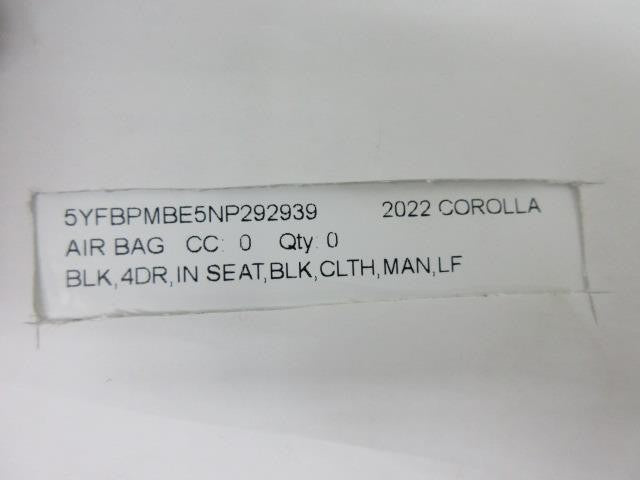 5YFBPMBE5NP292939 2022 COROLLA
AIR BAG CC: 0 Qty: 0
BLK,4DR,IN SEAT,BLK,CLTH,MAN,LF